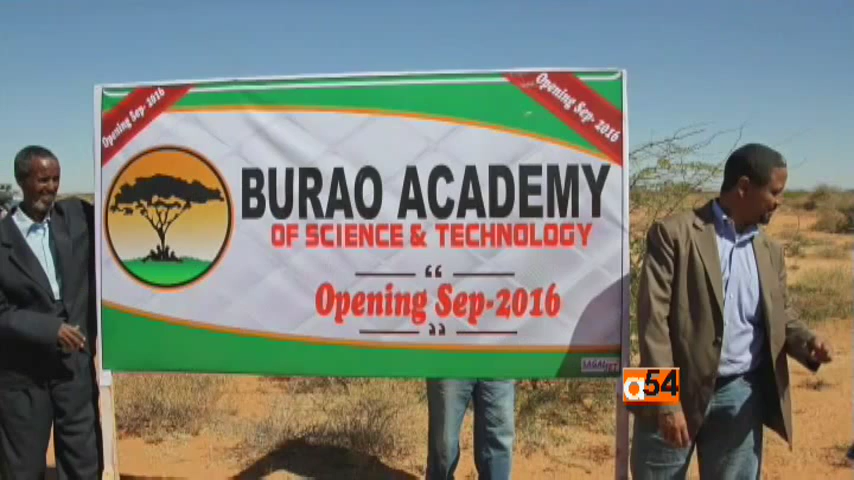 Opening Sep- 2016
Opening Sep- 2016
BURAO ACADEMY
OF SCIENCE & TECHNOLOGY
“
Opening Sep-2016
”
a54